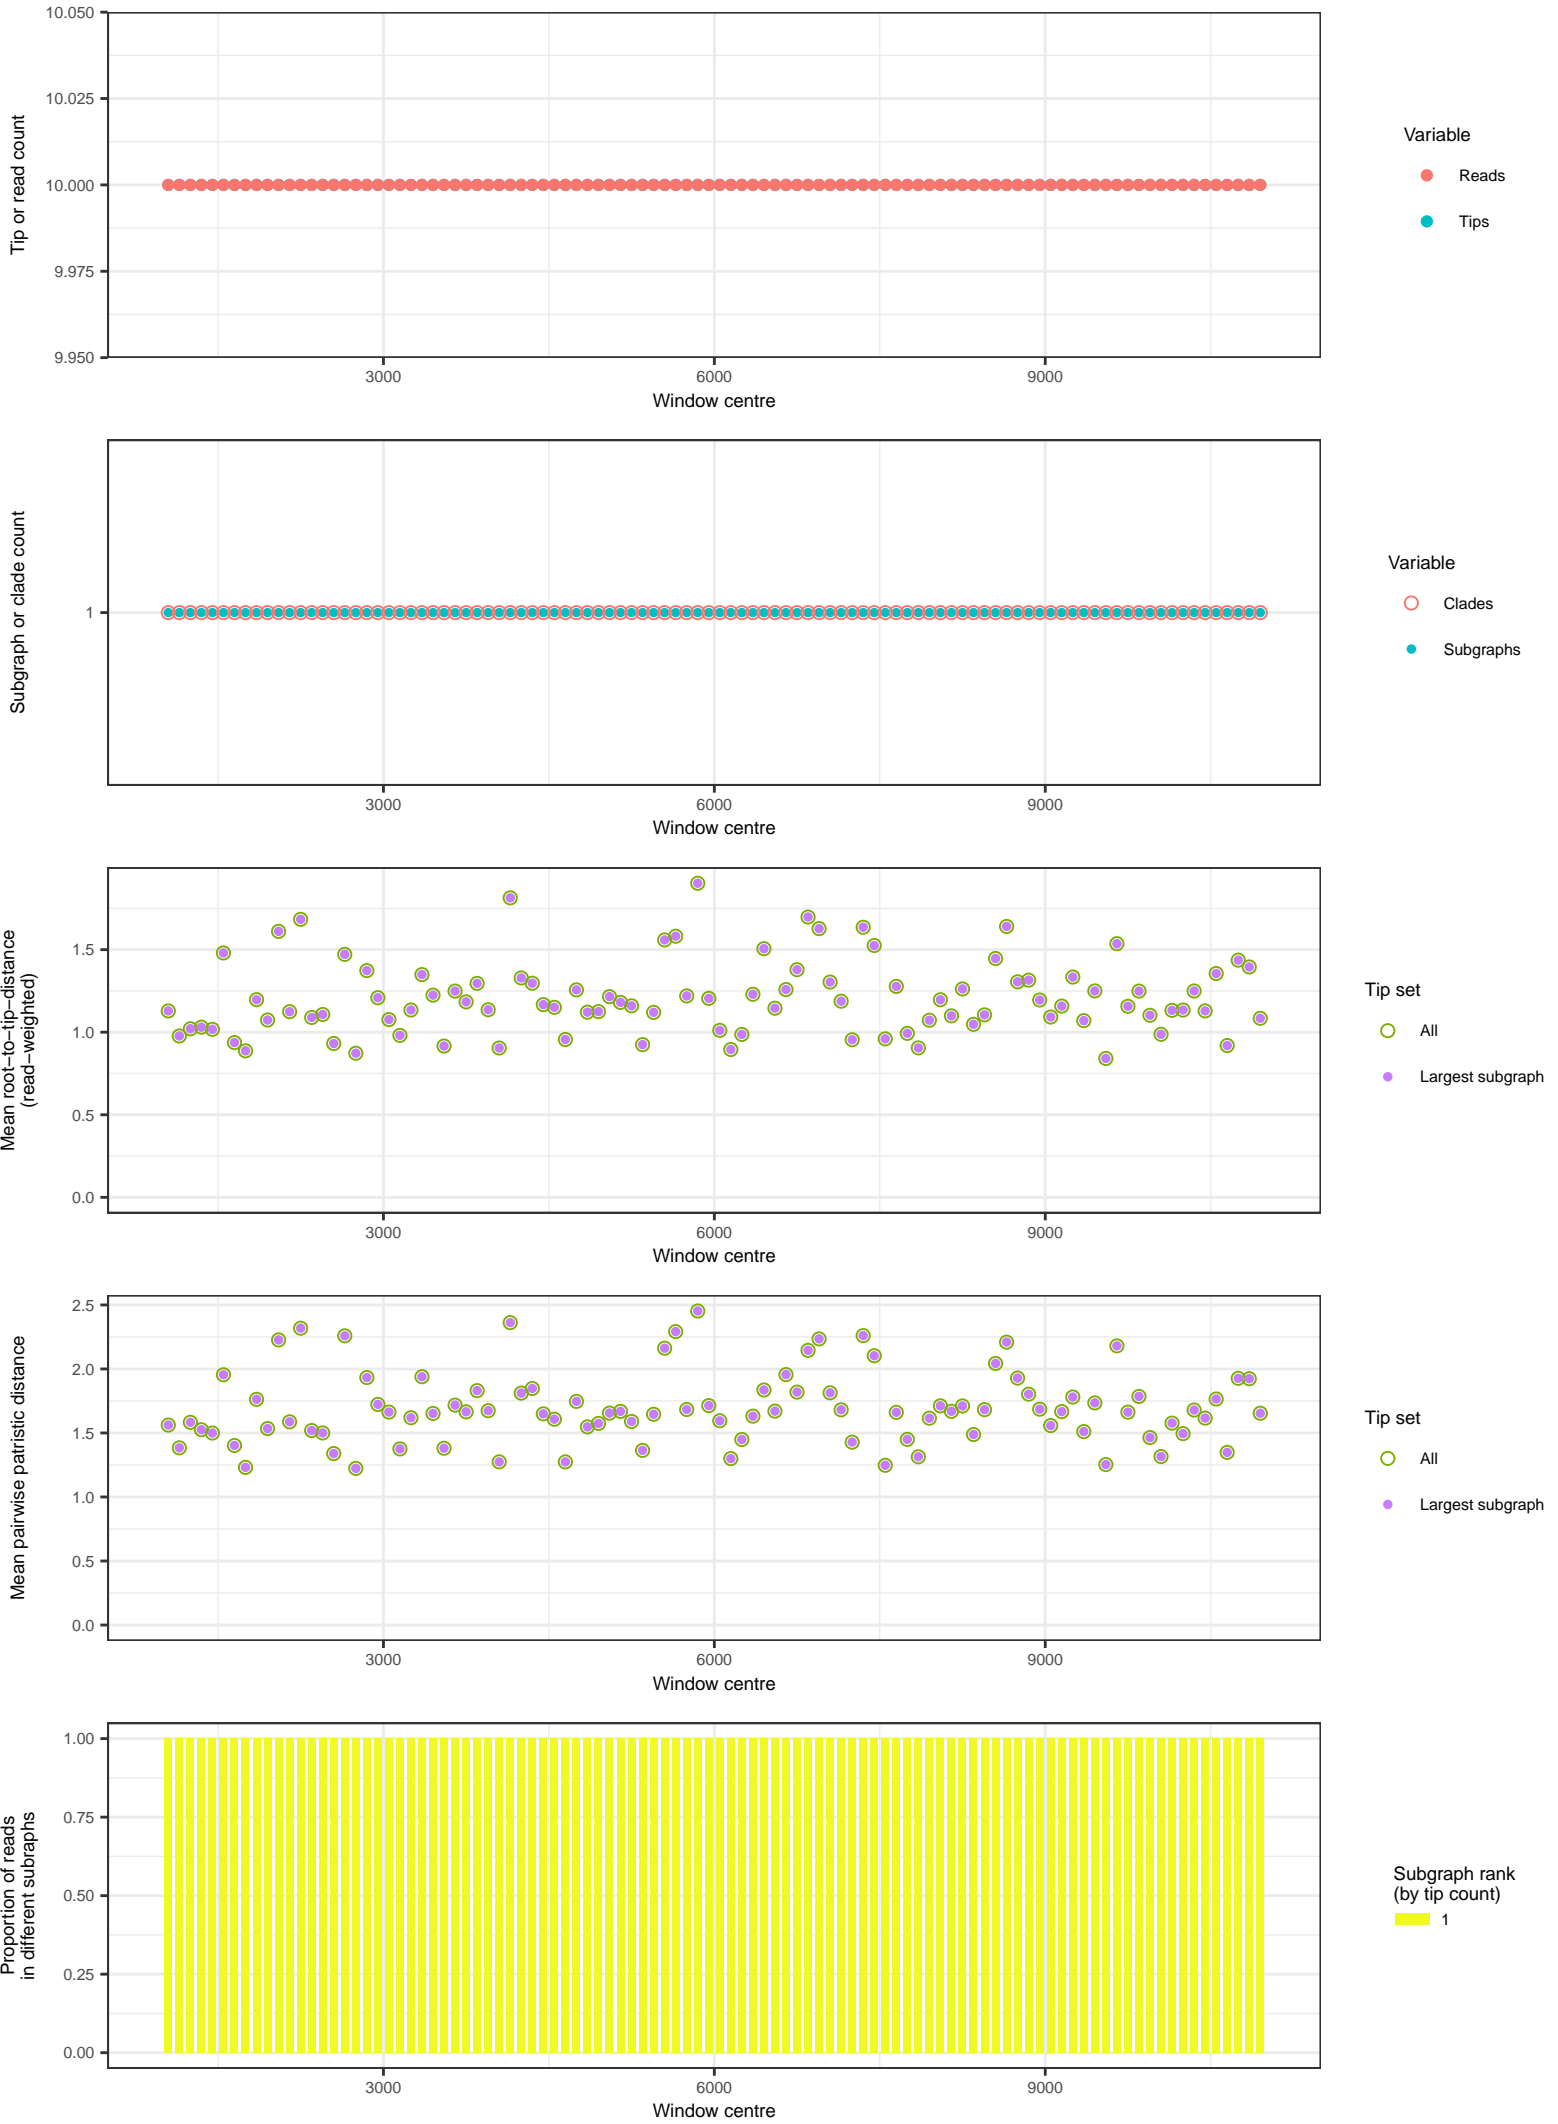 10.050
10.025
10.000
9.975
9.950
Tip or read count
3000 6000 9000
Window centre
Variable
Reads
Tips
Subgraph or clade count
1
3000 6000 9000
Window centre
Variable
Clades
Subgraphs
Mean root−to−tip−distance
(read−weighted)
1.5
1.0
0.5
0.0
3000 6000 9000
Window centre
Tip set
All
Largest subgraph
Mean pairwise patristic distance
2.5
2.0
1.5
1.0
0.5
0.0
3000 6000 9000
Window centre
Tip set
All
Largest subgraph
Proportion of reads
in different subraphs
1.00
0.75
0.50
0.25
0.00
3000 6000 9000
Window centre
Subgraph rank
(by tip count)
1